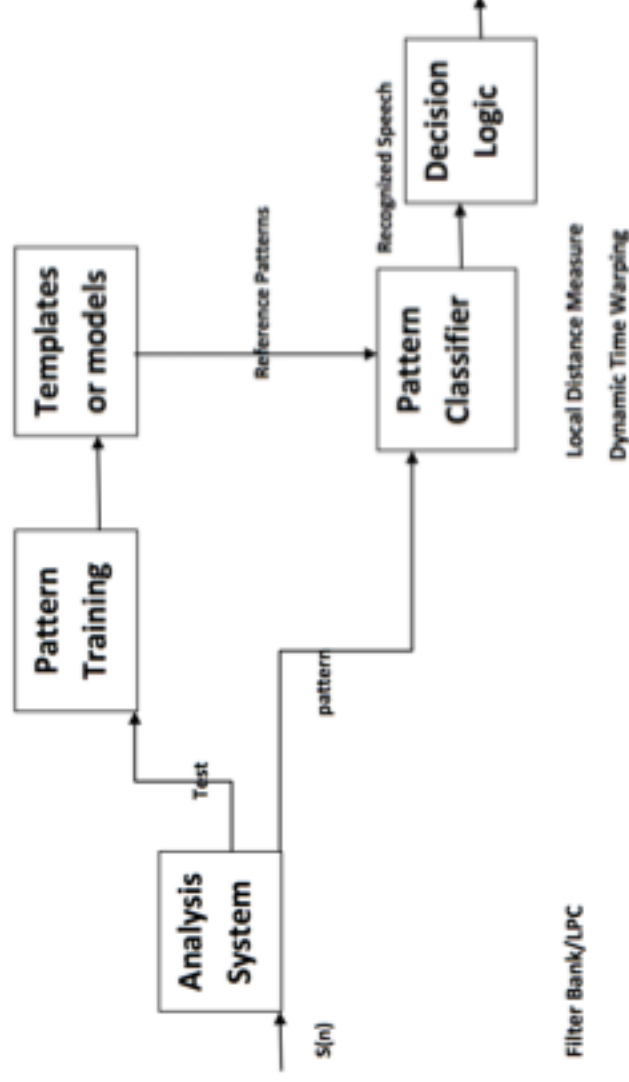 Pattern
Training
Templates
or models
Test
Analysis
System
Reference Patterns
pattern
S(n)
Pattern
Classifier
Recognized Speech
Decision
Logic
Filter Bank/LPC
Local Distance Measure
Dynamic Time Warping